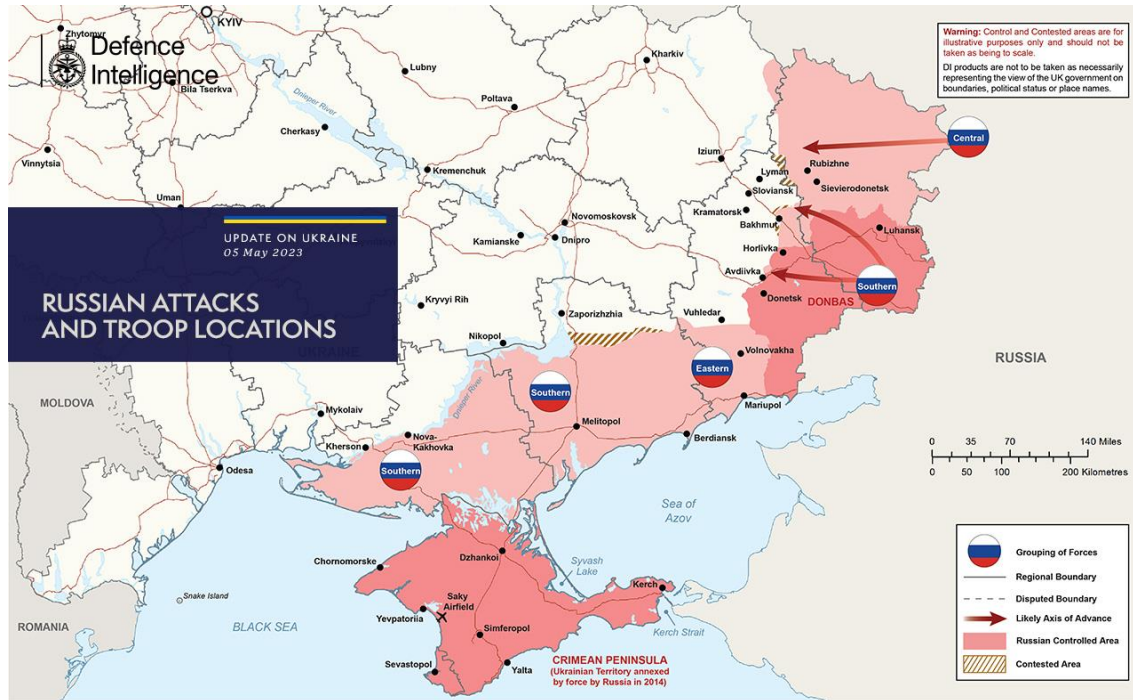 KYIV
Zhytomyr
Defence
Intelligence
Bila Tserkva
Lubny
Kharkiv
Dnieper River
Poltava
Cherkasy
Vinnytsia
Kremenchuk
Uman
Izium
Lyman
Rubizhne
Sloviansk
Sievierodonetsk
Kramatorsk
Bakhmut
Novomoskovsk
Kamianske
Dnipro
Horlivka
Luhansk
Avdiivka
Donetsk
DONBAS
Warning: Control and Contested areas are for
illustrative purposes only and should not be
taken as being to scale.
DI products are not to be taken as necessarily
representing the view of the UK government on
boundaries, political status or place names.
Central
Southern
UPDATE ON UKRAINE
05 May 2023
RUSSIAN ATTACKS
AND TROOP LOCATIONS
UKRAINE
Kryvyi Rih
Zaporizhzhia
Vuhledar
Nikopol
Volnovakha
Eastern
Southern
Dnieper River
RUSSIA
MOLDOVA
Mykolaiv
Nova-
Kakhovka
Melitopol
Mariupol
Kherson
Berdiansk
Southern
Odesa
0 35 70 140 Miles
0 50 100 200 Kilometres
Sea of
Azov
Chornomorske
Dzhankoi
Syvash
Lake
Kerch
Snake Island
Saky
Airfield
Yevpatoriia
Kerch Strait
ROMANIA
BLACK SEA
Simferopol
Sevastopol
Yalta
CRIMEAN PENINSULA
(Ukrainian Territory annexed
by force by Russia in 2014)
Grouping of Forces
Regional Boundary
Disputed Boundary
Likely Axis of Advance
Russian Controlled Area
Contested Area